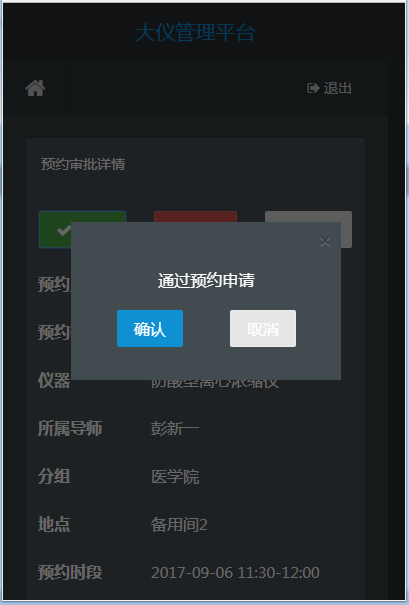 大仪管理平台
退出
预约审批详情
×
通过预约申请
确认 取消
预约
预约
仪器 防酸型离心浓缩仪
所属导师 彭新一
分组 医学院
地点 备用间2
预约时段 2017-09-06 11:30-12:00